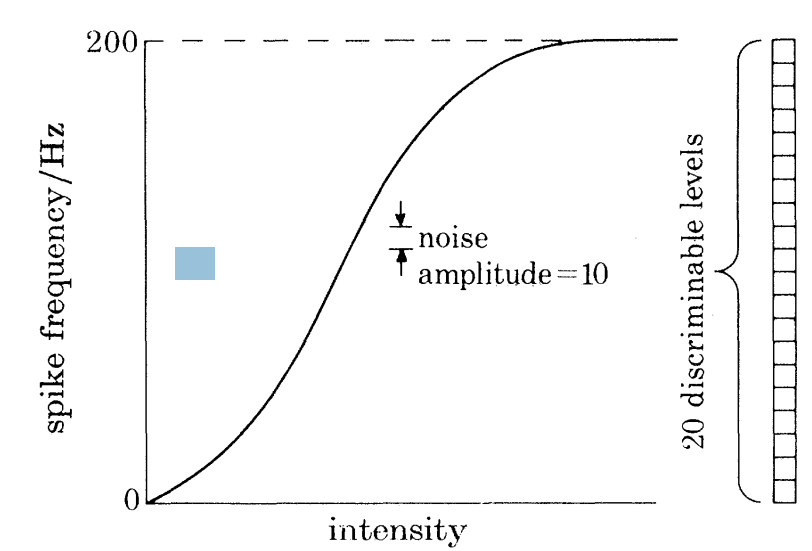 200
spike frequency/Hz
noise
amplitude=10
20 discriminable levels
0
intensity